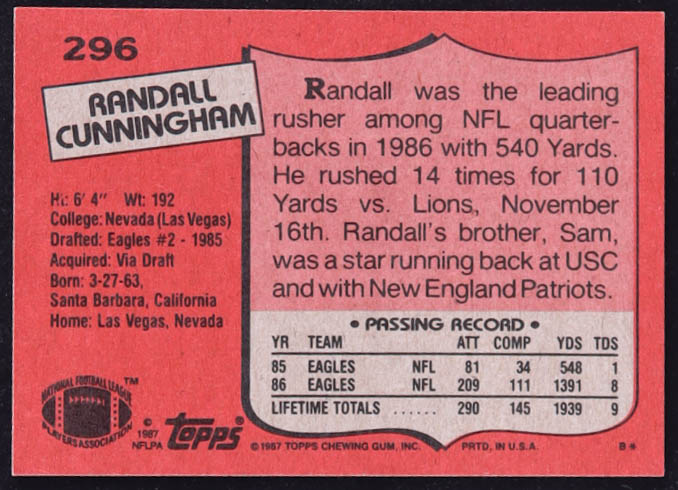 296
RANDALL
CUNNINGHAM
Ht: 6' 4" Wt: 192
College: Nevada (Las Vegas)
Drafted: Eagles #2 - 1985
Acquired: Via Draft
Born: 3-27-63,
Santa Barbara, California
Home: Las Vegas, Nevada
NATIONAL FOOTBALL LEAGUE
PLAYERS ASSOCIATION
TM
© 1987
NFLPA
Topps
Randall was the leading
rusher among NFL quarter-
backs in 1986 with 540 Yards.
He rushed 14 times for 110
Yards vs. Lions, November
16th. Randall's brother, Sam,
was a star running back at USC
and with New England Patriots.
• PASSING RECORD •
YR TEAM ATT COMP YDS TDS
85 EAGLES NFL 81 34 548 1
86 EAGLES NFL 209 111 1391 8
LIFETIME TOTALS ...... 290 145 1939 9
© 1987 TOPPS CHEWING GUM, INC. PRTD. IN U.S.A. B*